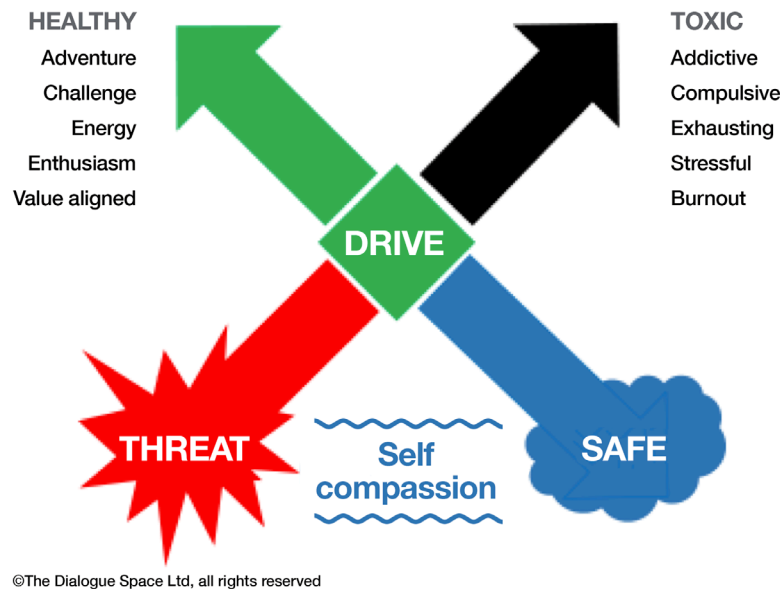 HEALTHY
Adventure
Challenge
Energy
Enthusiasm
Value aligned
TOXIC
Addictive
Compulsive
Exhausting
Stressful
Burnout
DRIVE
THREAT
Self
compassion
SAFE
©The Dialogue Space Ltd, all rights reserved